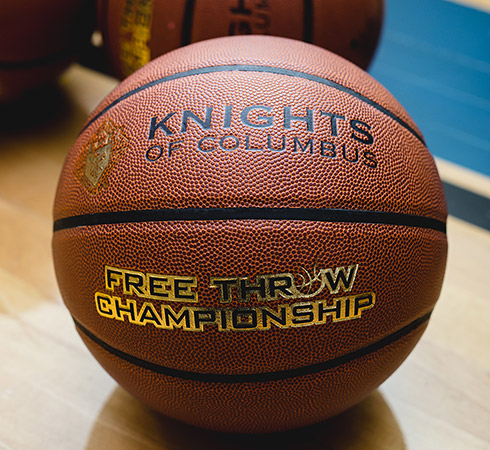 KNIGHTS
OF COLUMBUS
FREE THROW
CHAMPIONSHIP